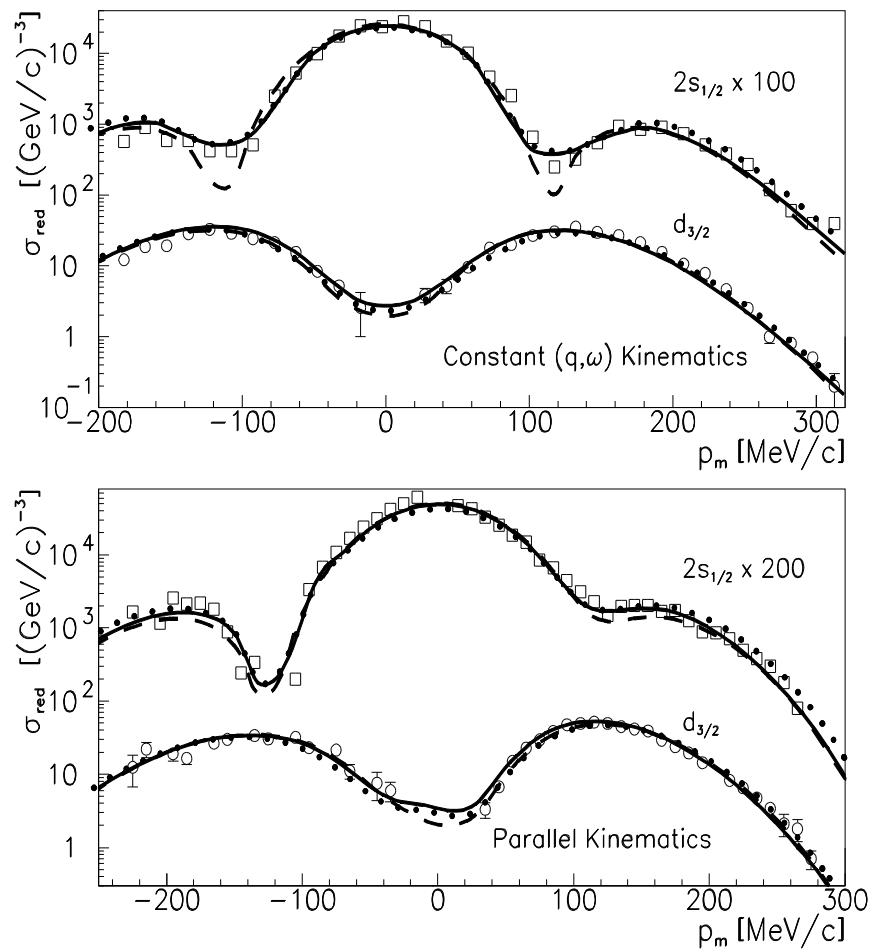 σred [(GeV/c)⁻³]
10⁴
10³
10²
10
1
10⁻¹
2s1/2 x 100
d3/2
Constant (q,ω) Kinematics
-200 -100 0 100 200 300
pm [MeV/c]
σred [(GeV/c)⁻³]
10⁴
10³
10²
10
1
2s1/2 x 200
d3/2
Parallel Kinematics
-200 -100 0 100 200 300
pm [MeV/c]